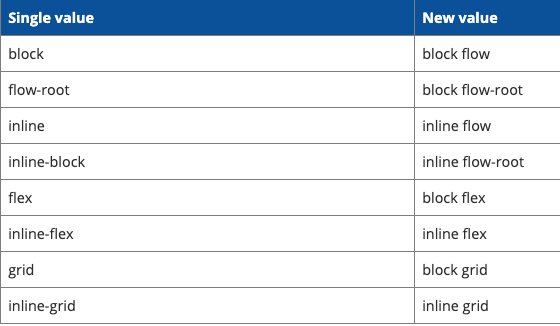 Single value New value
block block flow
flow-root block flow-root
inline inline flow
inline-block inline flow-root
flex block flex
inline-flex inline flex
grid block grid
inline-grid inline grid